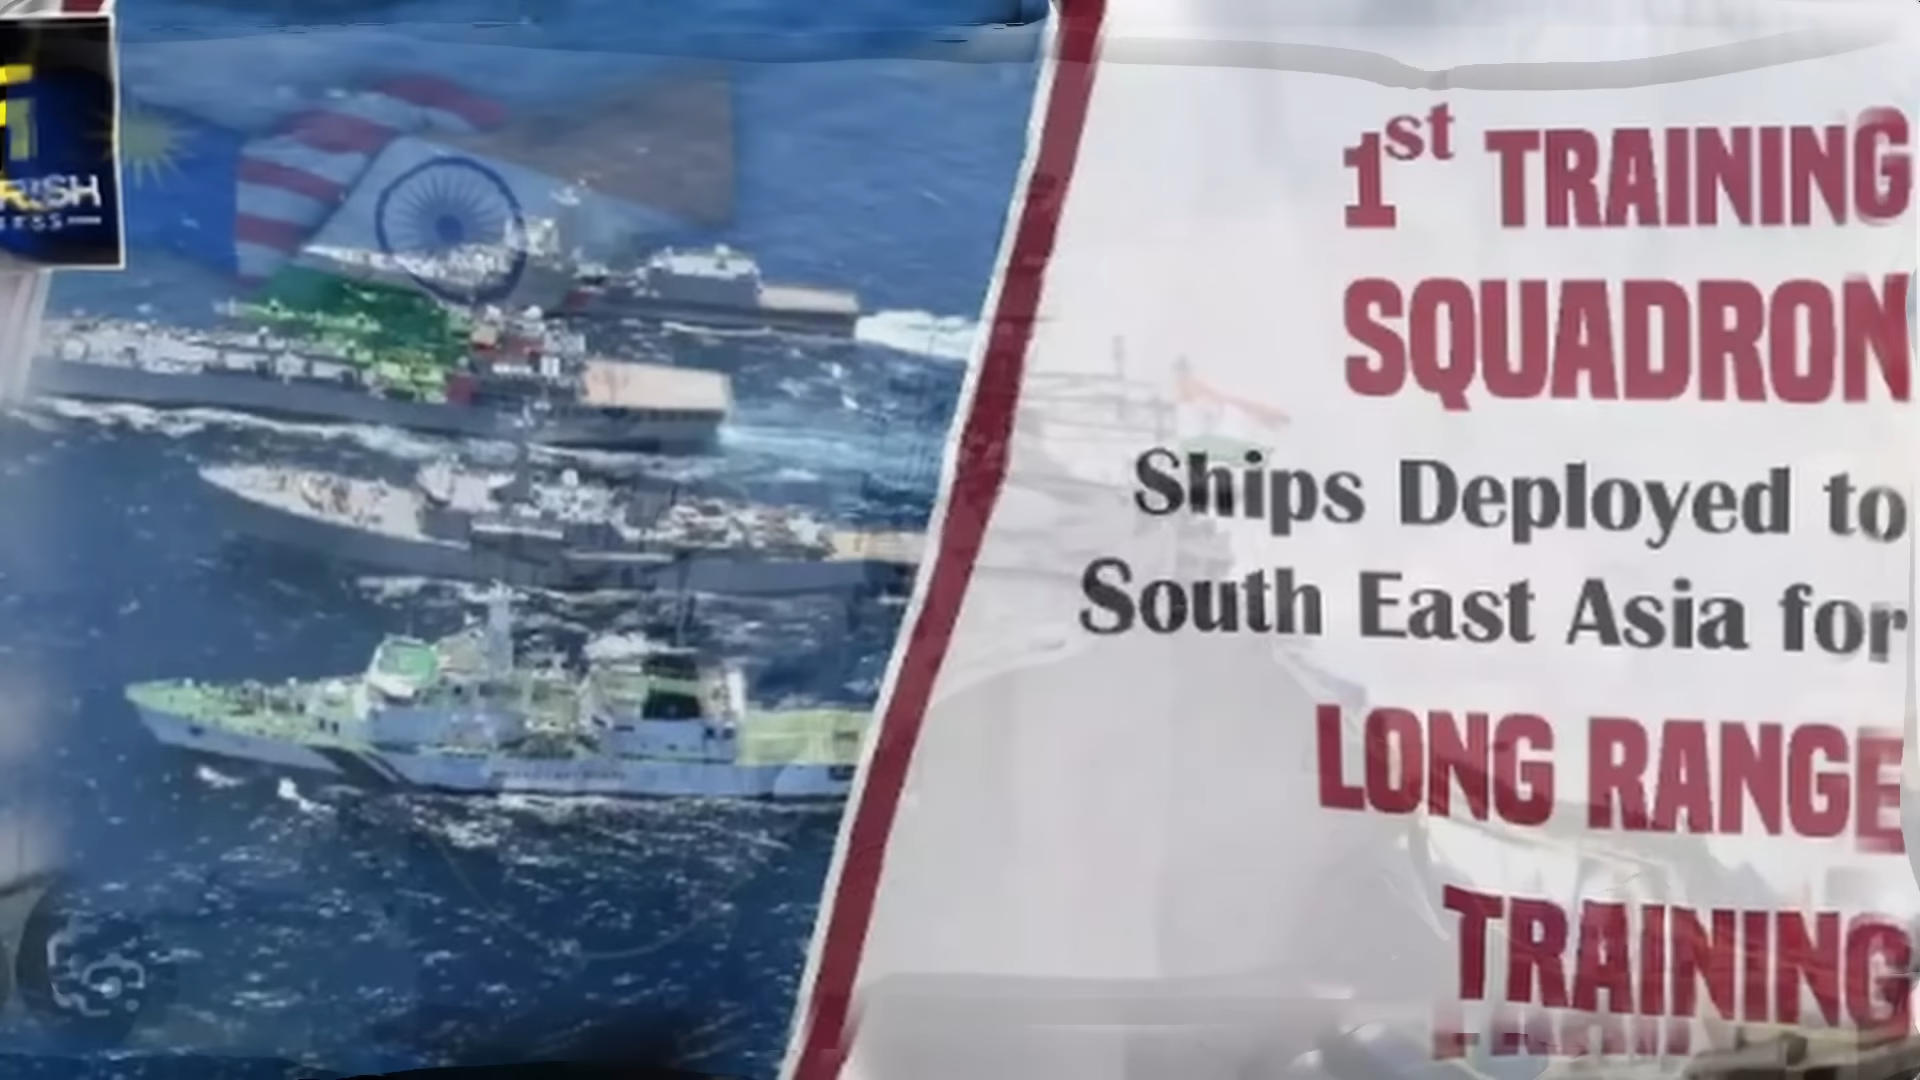 1st TRAINING
SQUADRON
Ships Deployed to
South East Asia for
LONG RANGE
TRAINING